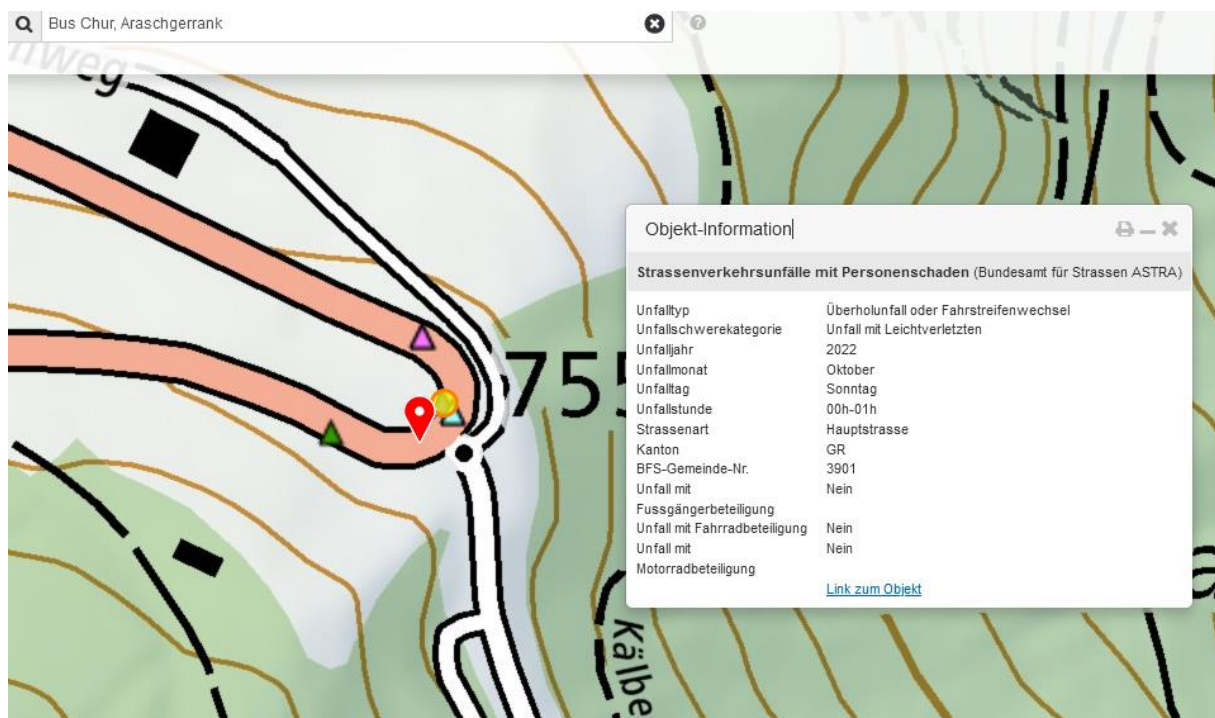 Bus Chur, Araschgerrank
weg
755
Objekt-Information
Strassenverkehrsunfälle mit Personenschaden (Bundesamt für Strassen ASTRA)
Unfalltyp Überholunfall oder Fahrstreifenwechsel
Unfallschwerekategorie Unfall mit Leichtverletzten
Unfalljahr 2022
Unfallmonat Oktober
Unfalltag Sonntag
Unfallstunde 00h-01h
Strassenart Hauptstrasse
Kanton GR
BFS-Gemeinde-Nr. 3901
Unfall mit Nein
Fussgängerbeteiligung
Unfall mit Fahrradbeteiligung Nein
Unfall mit Nein
Motorradbeteiligung
Link zum Objekt
Kälbe